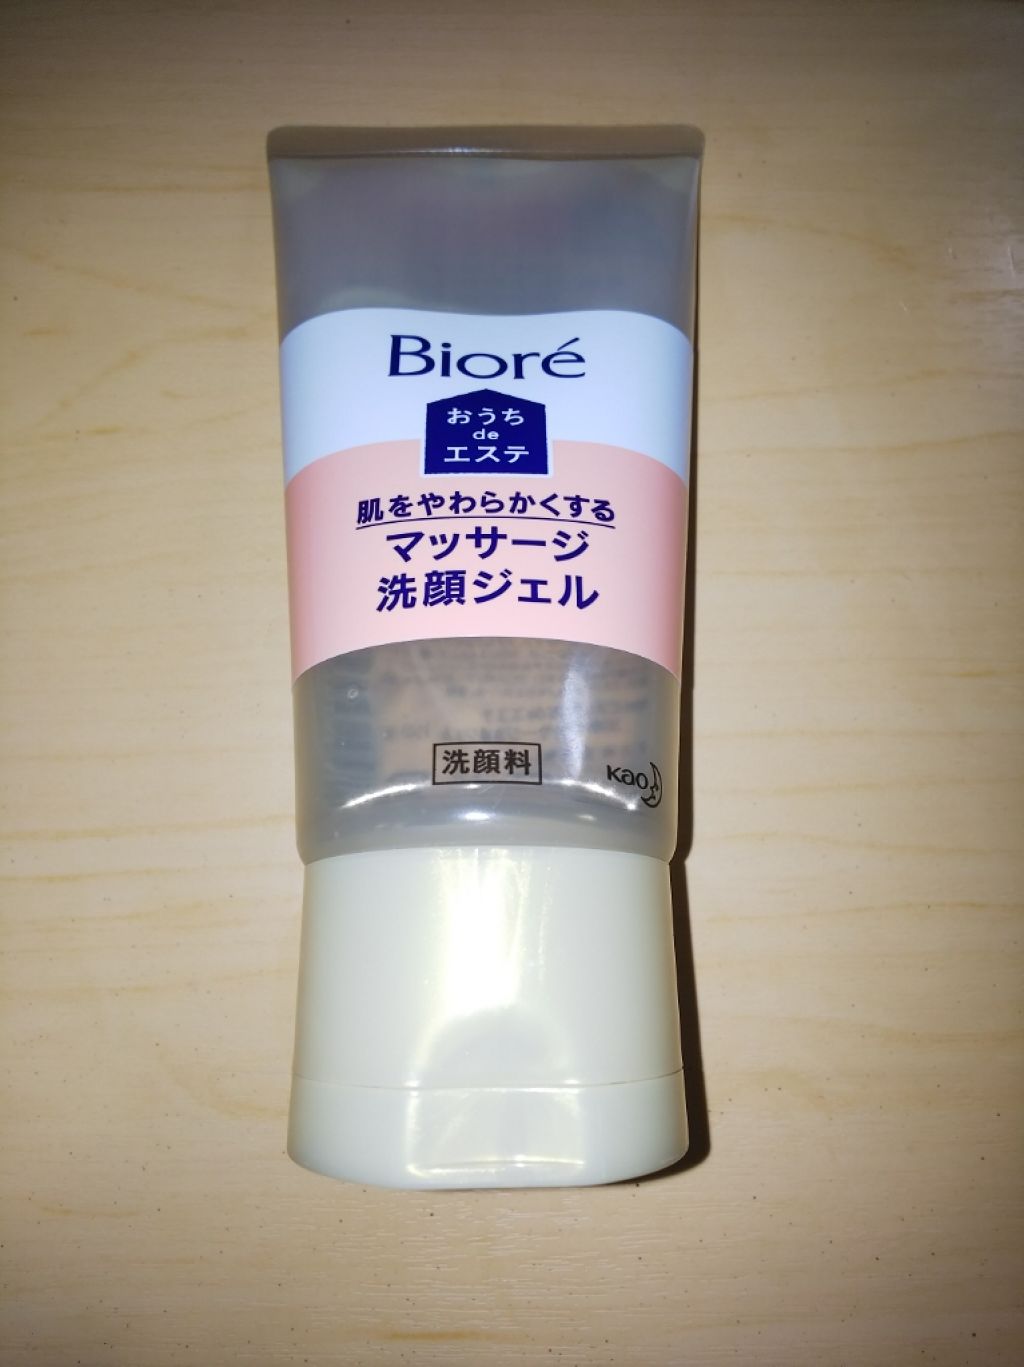 Bioré
おうち
de
エステ
肌をやわらかくする
マッサージ
洗顔ジェル
洗顔料
Kao